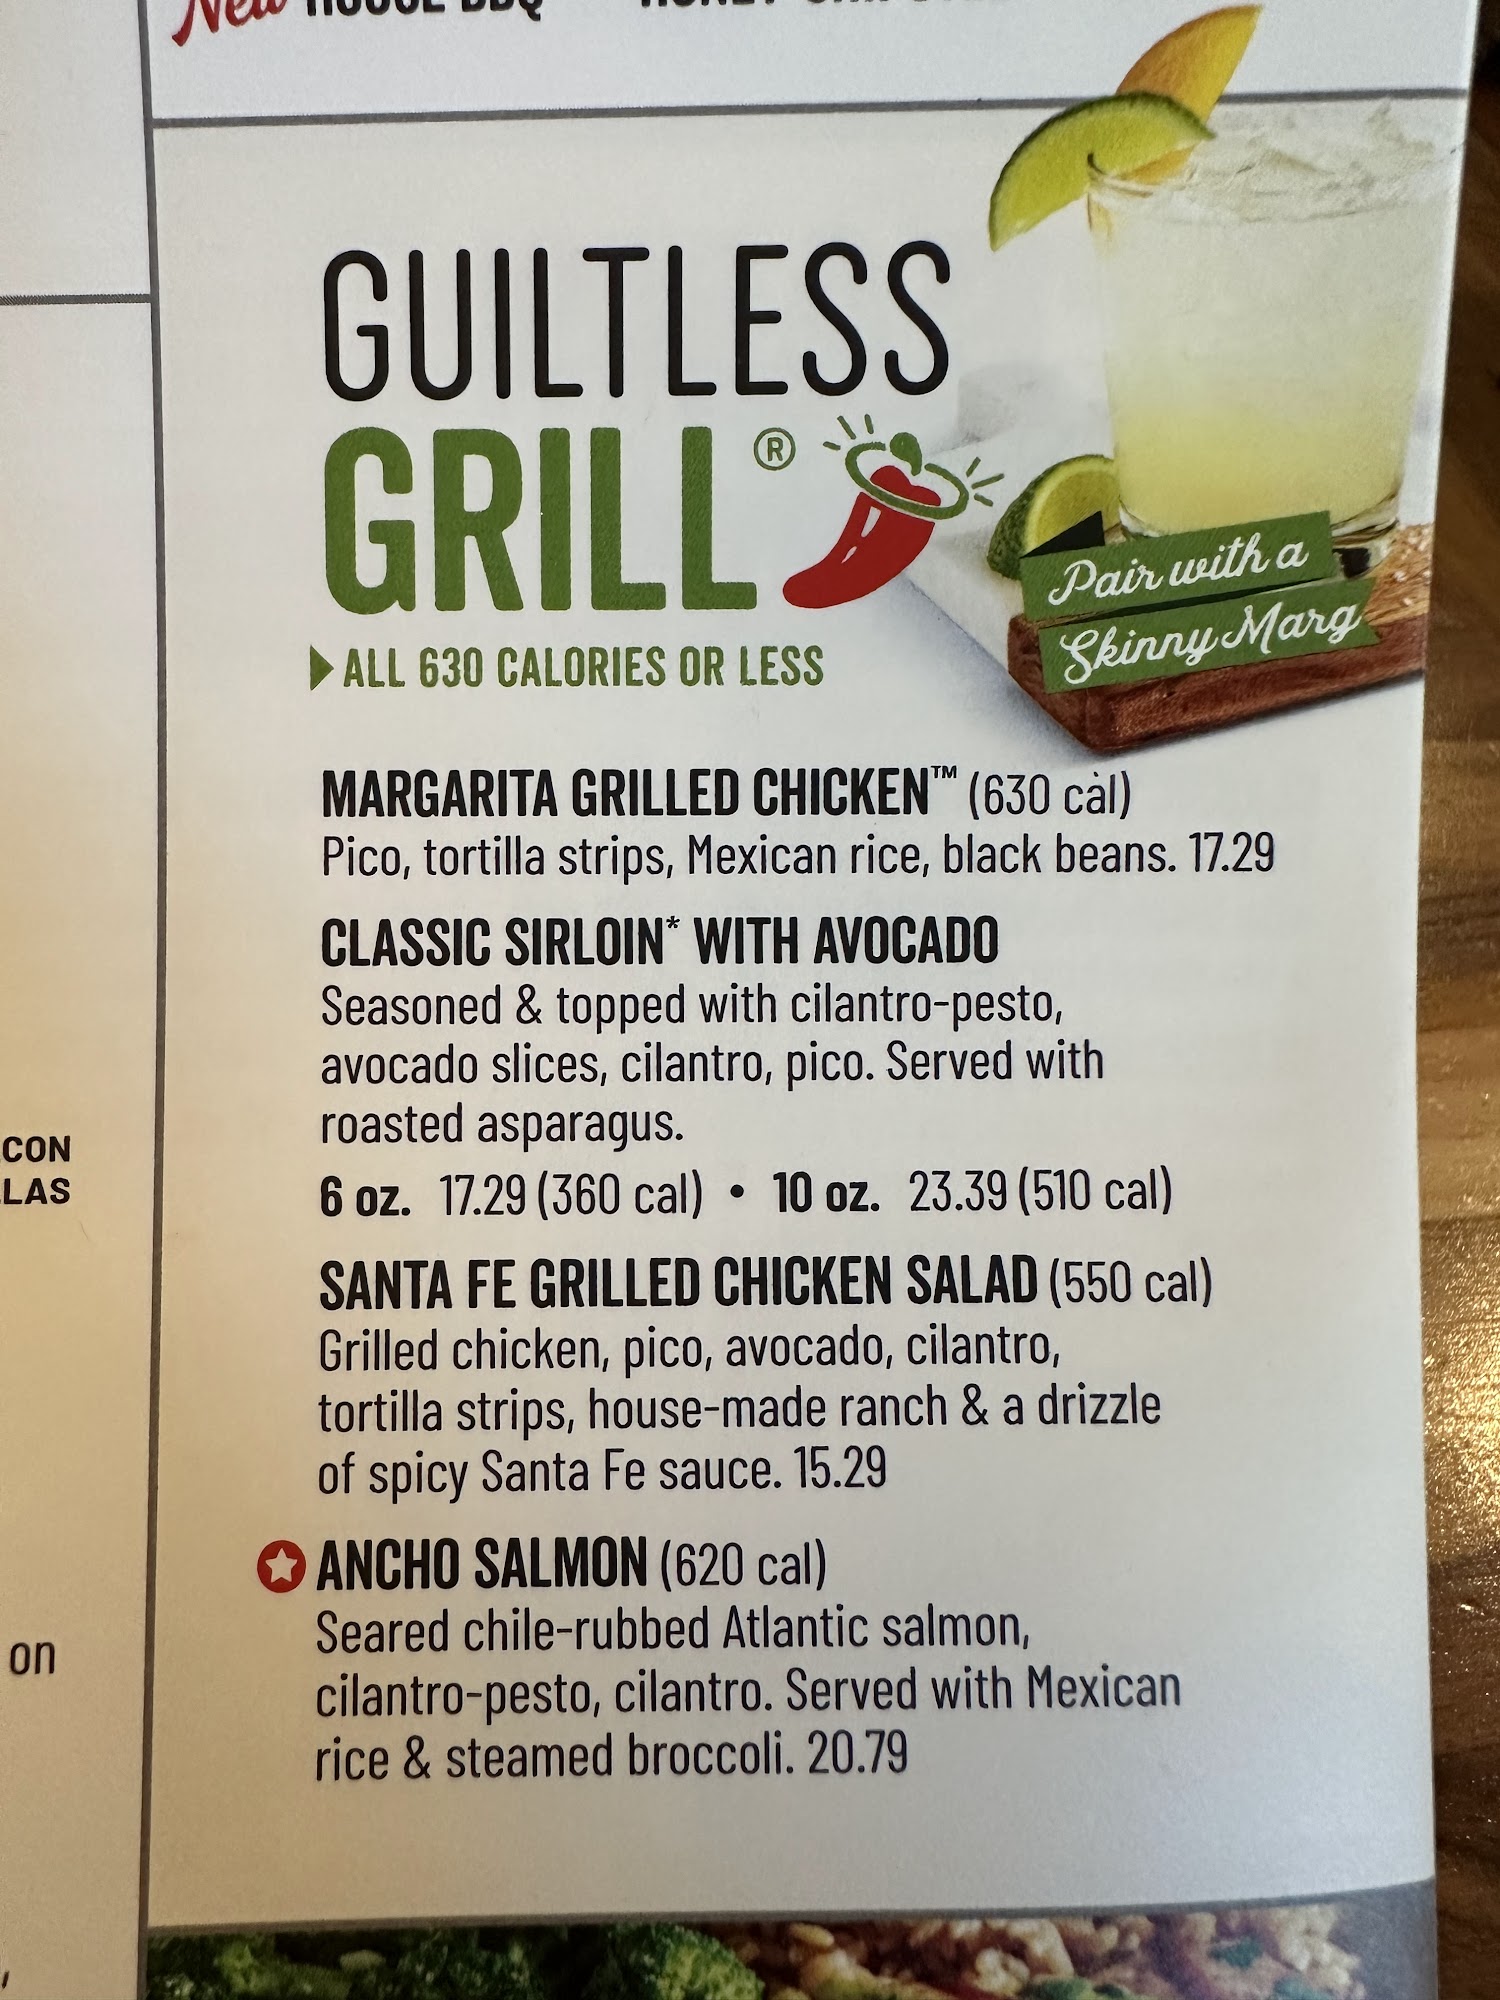 New HOUSE BBQ
GUILTLESS
GRILL®
ALL 630 CALORIES OR LESS
Pair with a
Skinny Marg
MARGARITA GRILLED CHICKEN™ (630 cal)
Pico, tortilla strips, Mexican rice, black beans. 17.29
CLASSIC SIRLOIN* WITH AVOCADO
Seasoned & topped with cilantro-pesto,
avocado slices, cilantro, pico. Served with
roasted asparagus.
6 oz. 17.29 (360 cal) • 10 oz. 23.39 (510 cal)
SANTA FE GRILLED CHICKEN SALAD (550 cal)
Grilled chicken, pico, avocado, cilantro,
tortilla strips, house-made ranch & a drizzle
of spicy Santa Fe sauce. 15.29
ANCHO SALMON (620 cal)
Seared chile-rubbed Atlantic salmon,
cilantro-pesto, cilantro. Served with Mexican
rice & steamed broccoli. 20.79
CON
LAS
on